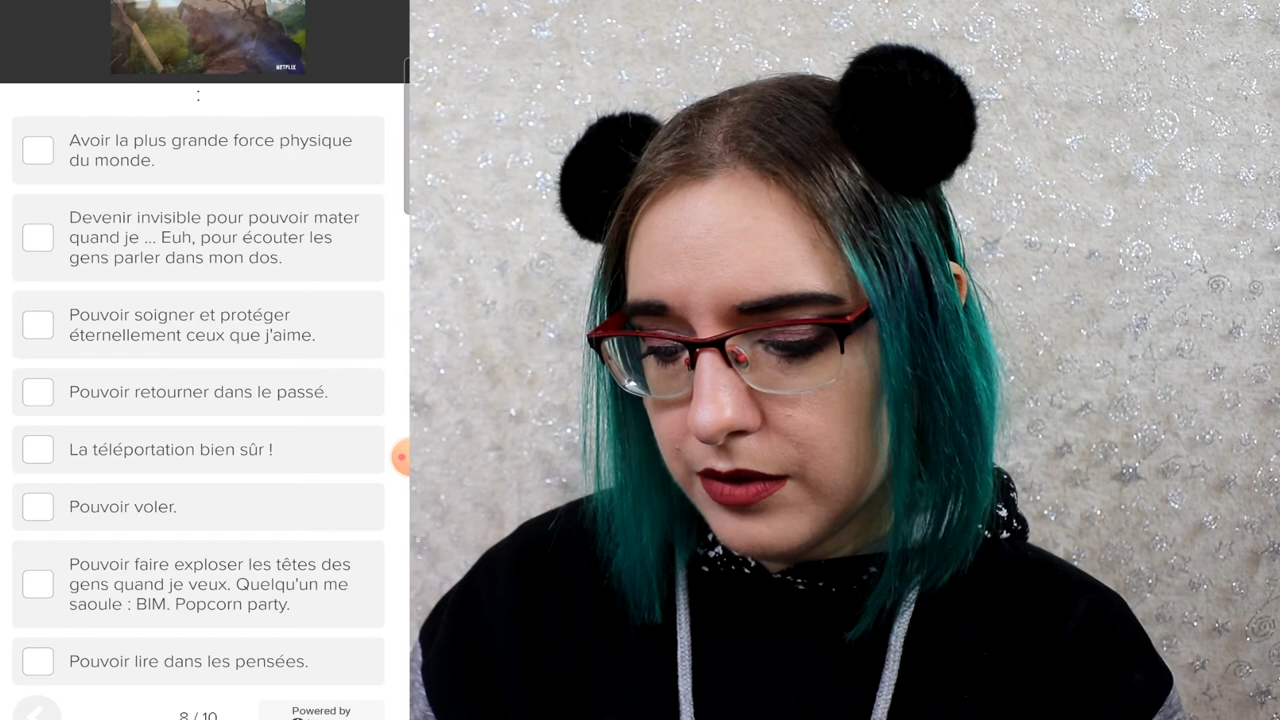 NETFLIX
:
Avoir la plus grande force physique
du monde.
Devenir invisible pour pouvoir mater
quand je ... Euh, pour écouter les
gens parler dans mon dos.
Pouvoir soigner et protéger
éternellement ceux que j'aime.
Pouvoir retourner dans le passé.
La téléportation bien sûr !
Pouvoir voler.
Pouvoir faire exploser les têtes des
gens quand je veux. Quelqu'un me
saoule : BIM. Popcorn party.
Pouvoir lire dans les pensées.
8 / 10
Powered by